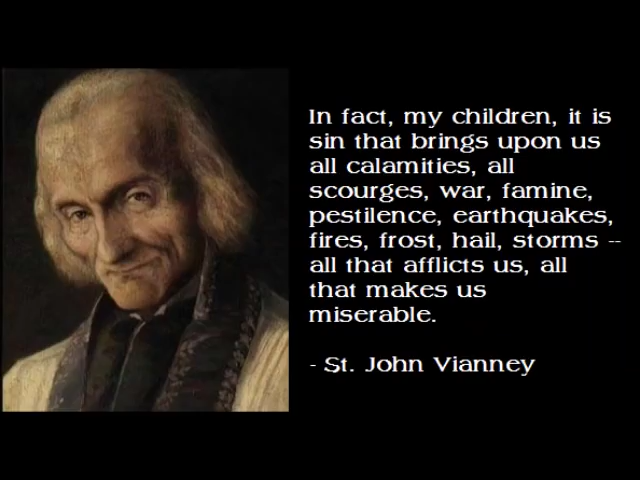 In fact, my children, it is
sin that brings upon us
all calamities, all
scourges, war, famine,
pestilence, earthquakes,
fires, frost, hail, storms --
all that afflicts us, all
that makes us
miserable.
- St. John Vianney